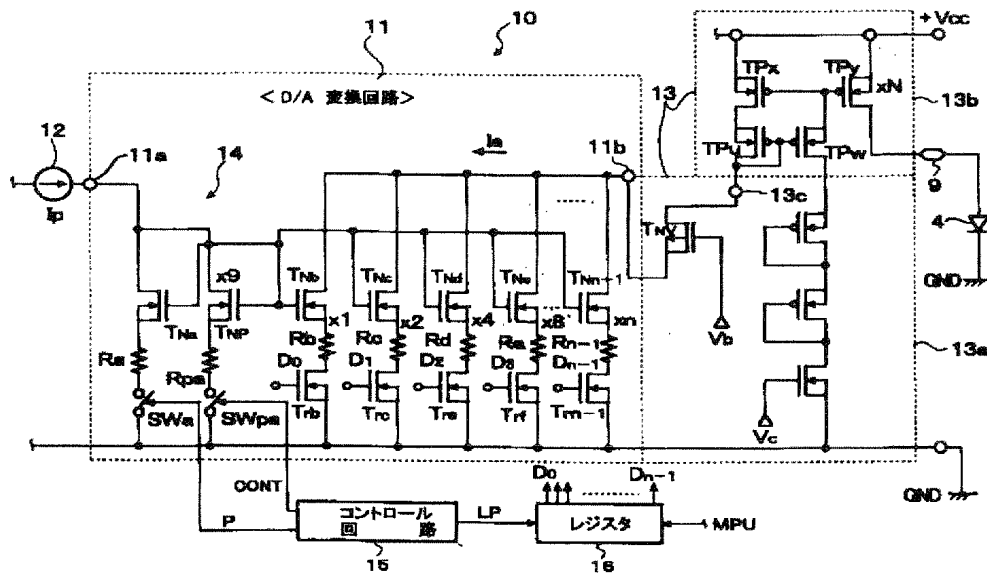 10
11
+Vcc
TPx
TPy
xN
13
13b
< D/A 変換回路>
12
11a
14
Ia
11b
TPu
TPw
9
13c
Ip
TNv
4
GND
x9
TNb
TNc
TNd
TNe
TNn-1
TNa
TNP
x1
x2
x4
x8
xn
Ra
Rpa
Rb
Rc
Rd
Re
Rn-1
Vb
D0
D1
D2
D3
Dn-1
13a
SWa
SWpa
Trb
Trc
Tre
Trf
Trn-1
Vc
CONT
D0
Dn-1
GND
P
コントロール
回 路
LP
レジスタ
MPU
15
16